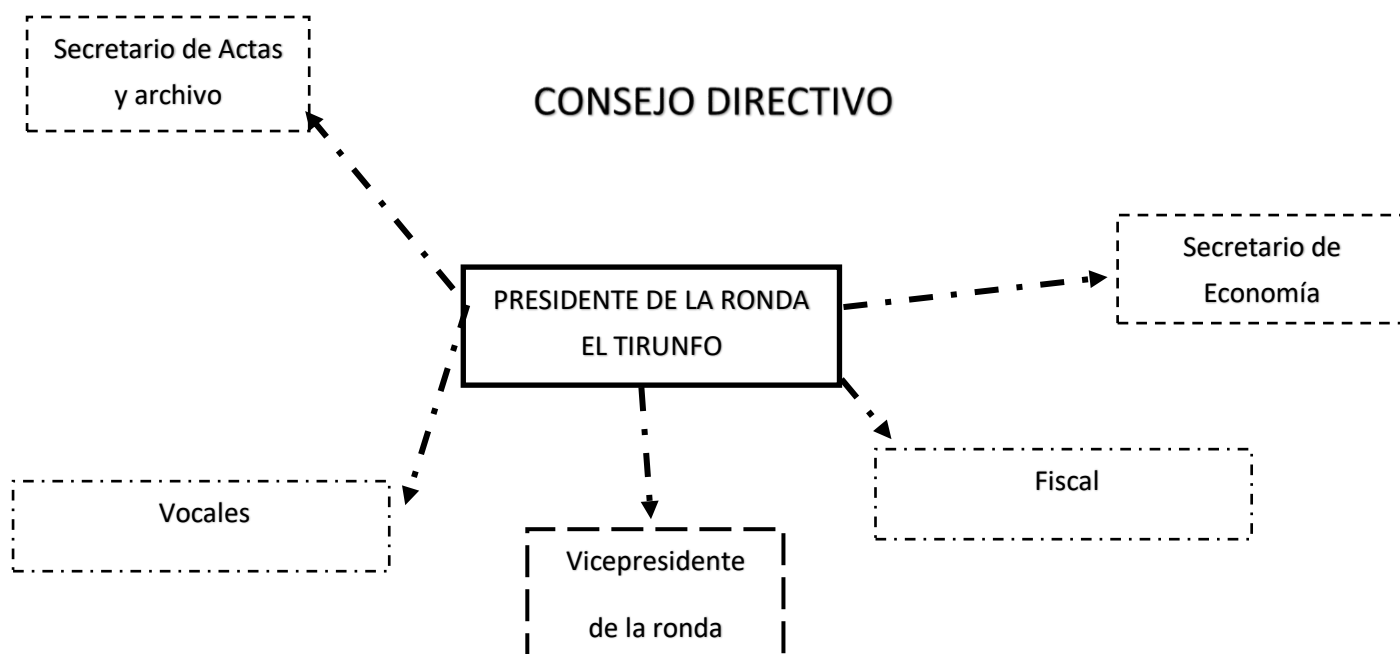 Secretario de Actas
y archivo
CONSEJO DIRECTIVO
Secretario de
Economía
PRESIDENTE DE LA RONDA
EL TIRUNFO
Fiscal
Vocales
Vicepresidente
de la ronda